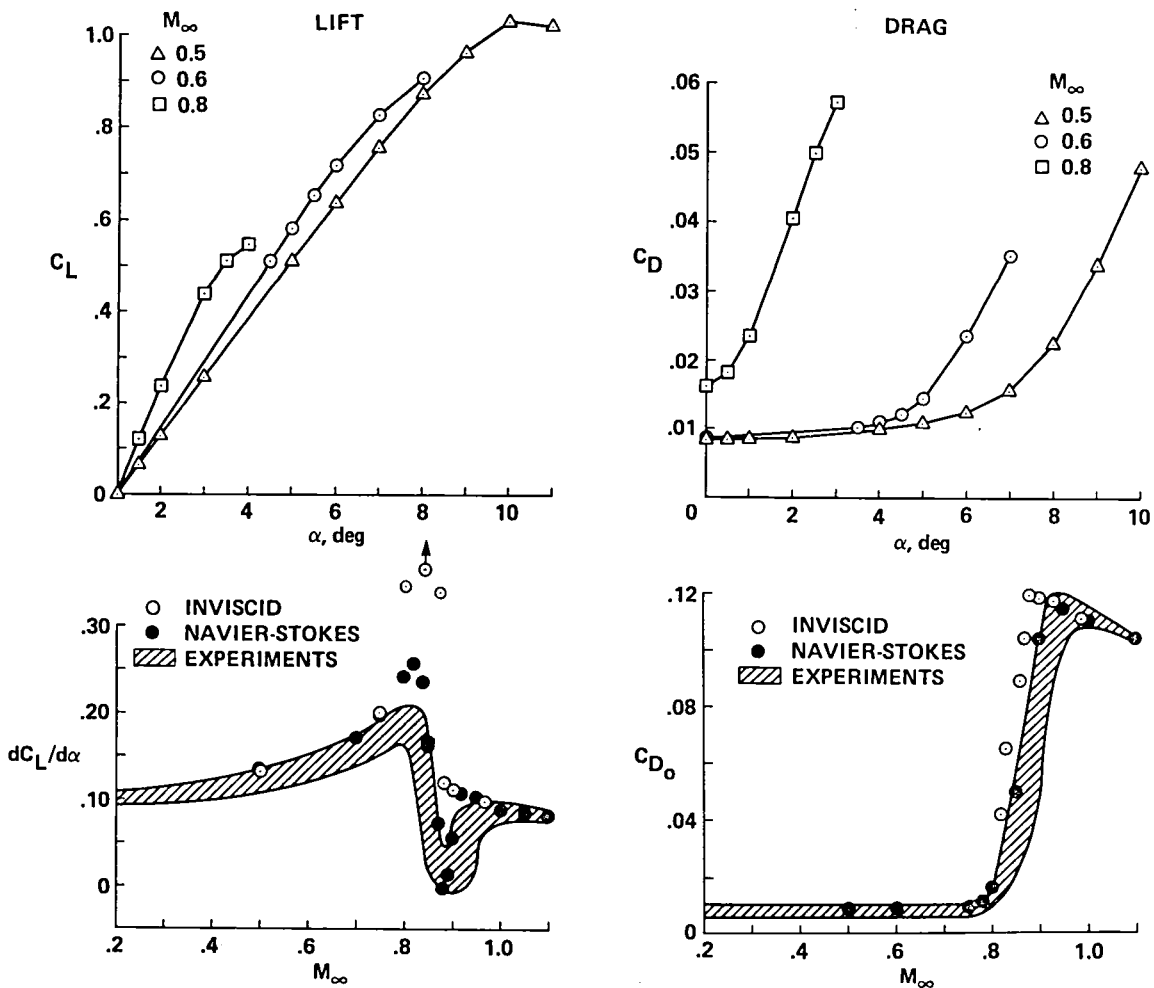 LIFT
M∞
△ 0.5
○ 0.6
□ 0.8
1.0
.8
.6
CL
.4
.2
0
2 4 6 8 10
α, deg
DRAG
.06
M∞
△ 0.5
○ 0.6
□ 0.8
.05
.04
CD
.03
.02
.01
0
2 4 6 8 10
α, deg
○ INVISCID
● NAVIER-STOKES
EXPERIMENTS
.30
.20
dCL/dα
.10
0
.2 .4 .6 .8 1.0
M∞
0.12
○ INVISCID
● NAVIER-STOKES
EXPERIMENTS
.08
CDo
.04
0
.2 .4 .6 .8 1.0
M∞